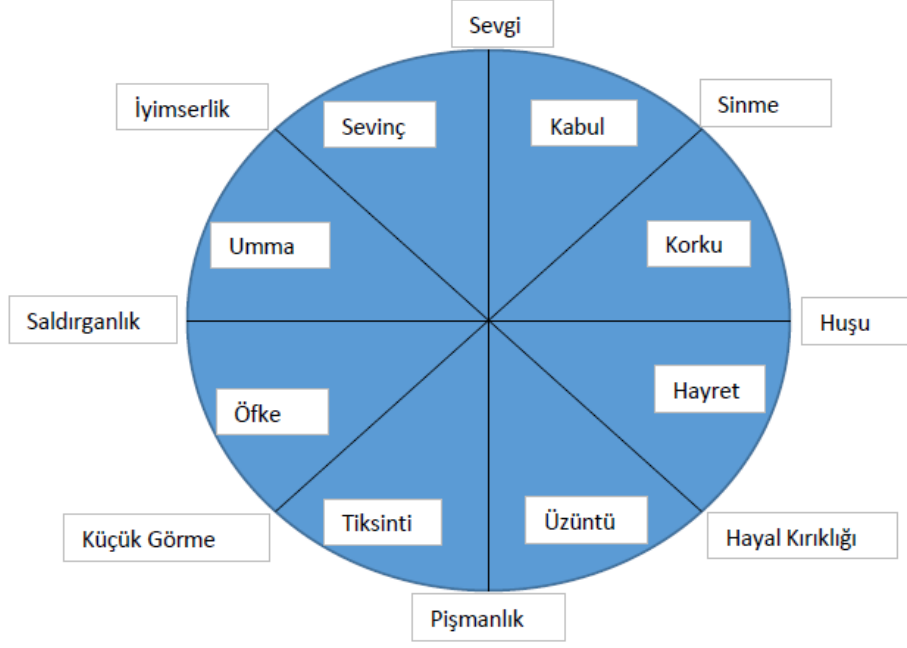 Sevgi
İyimserlik
Sinme
Sevinç
Kabul
Umma
Korku
Saldırganlık
Huşu
Öfke
Hayret
Küçük Görme
Tiksinti
Üzüntü
Hayal Kırıklığı
Pişmanlık